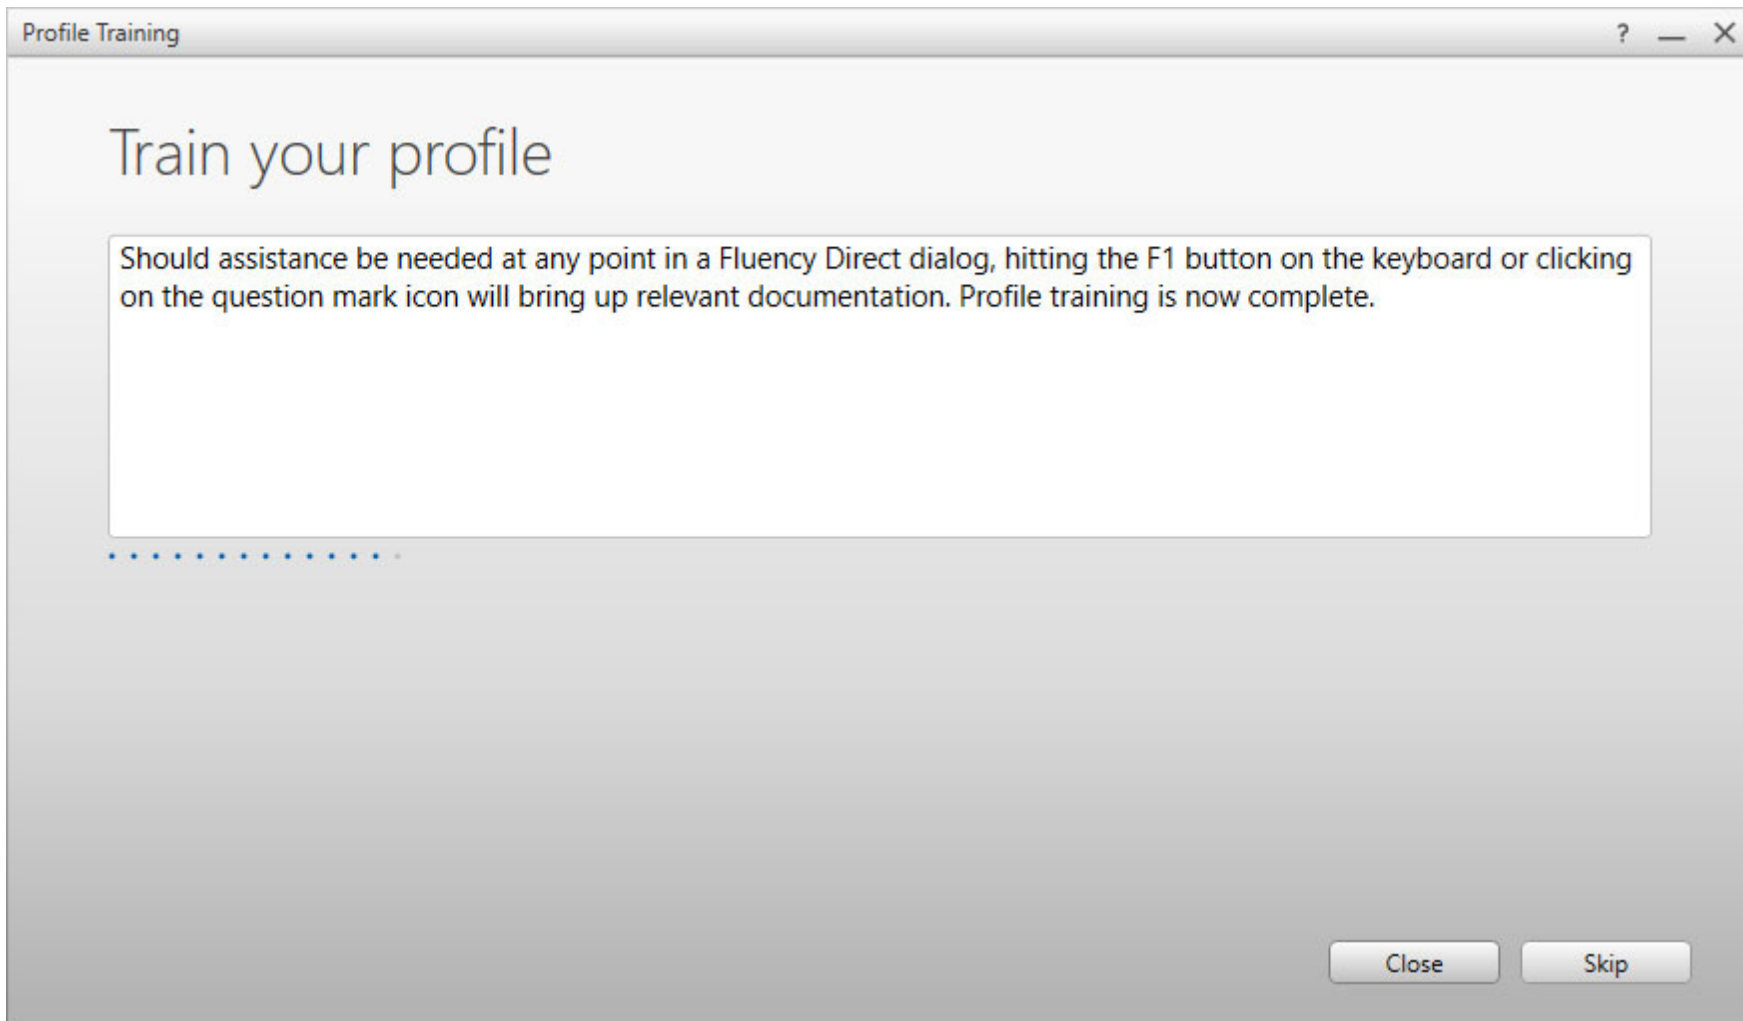 Profile Training
?
Train your profile
Should assistance be needed at any point in a Fluency Direct dialog, hitting the F1 button on the keyboard or clicking
on the question mark icon will bring up relevant documentation. Profile training is now complete.
Close Skip